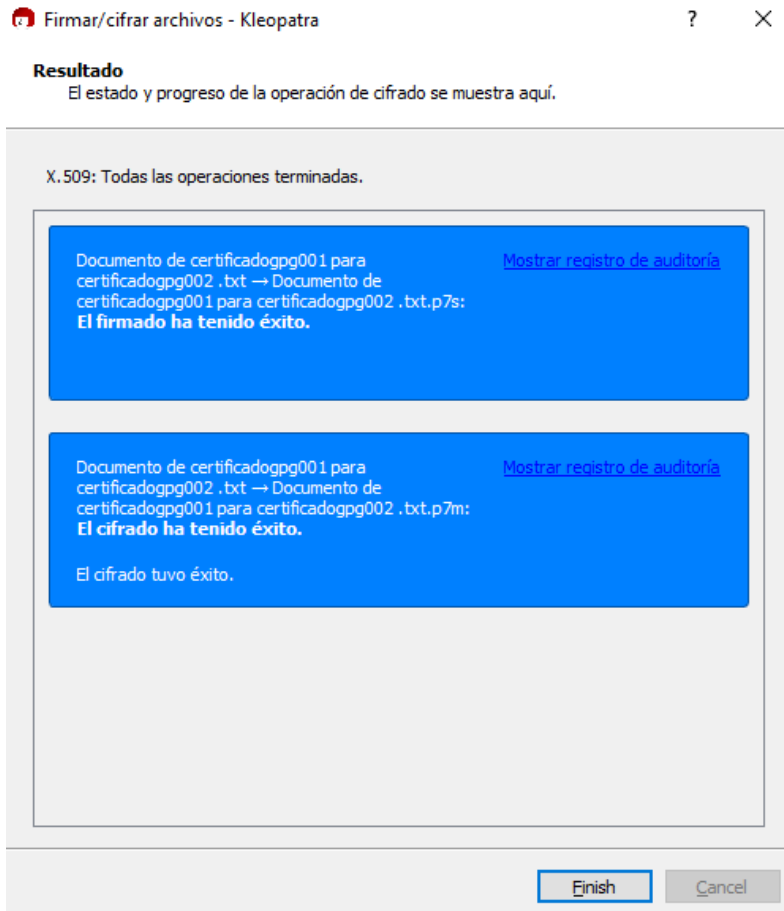 Firmar/cifrar archivos - Kleopatra
?
Resultado
El estado y progreso de la operación de cifrado se muestra aquí.
X.509: Todas las operaciones terminadas.
Documento de certificadogpg001 para
certificadogpg002 .txt → Documento de
certificadogpg001 para certificadogpg002 .txt.p7s:
El firmado ha tenido éxito.
Mostrar registro de auditoría
Documento de certificadogpg001 para
certificadogpg002 .txt → Documento de
certificadogpg001 para certificadogpg002 .txt.p7m:
El cifrado ha tenido éxito.
El cifrado tuvo éxito.
Mostrar registro de auditoría
Finish
Cancel